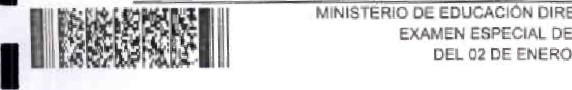 MINISTERIO DE EDUCACIÓN DIRE
EXAMEN ESPECIAL DE
DEL 02 DE ENERO